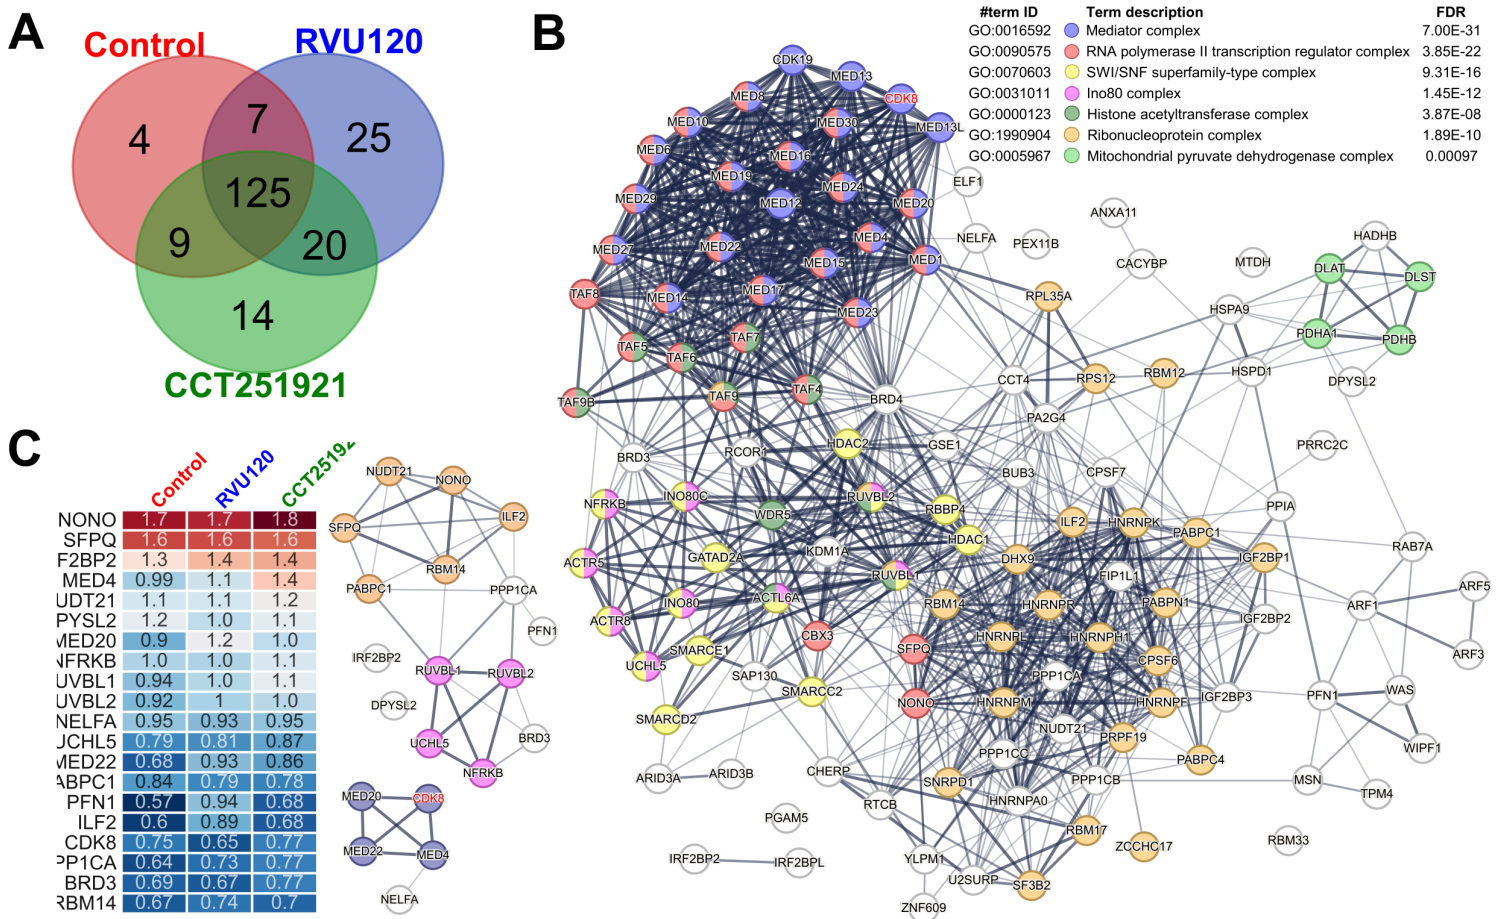 A
Control
RVU120
4
7
25
125
9
20
14
CCT251921
B
#term ID Term description FDR
GO:0016592 Mediator complex 7.00E-31
GO:0090575 RNA polymerase II transcription regulator complex 3.85E-22
GO:0070603 SWI/SNF superfamily-type complex 9.31E-16
GO:0031011 Ino80 complex 1.45E-12
GO:0000123 Histone acetyltransferase complex 3.87E-08
GO:1990904 Ribonucleoprotein complex 1.89E-10
GO:0005967 Mitochondrial pyruvate dehydrogenase complex 0.00097
CDK19
MED13
MED8
CDK8
MED10
MED30
MED13L
MED6
MED16
MED19
MED24
ELF1
MED29
MED12
MED20
ANXA11
MED27
MED22
MED4
NELFA
PEX11B
HADHB
MED15
MED1
CACYBP
MTDH
DLAT
DLST
TAF8
MED14
MED17
RPL35A
MED23
HSPA9
PDHA1
PDHB
TAF5
TAF6
TAF7
CCT4
RPS12
RBM12
HSPD1
DPYSL2
TAF9B
TAF9
TAF4
BRD4
PA2G4
BRD3
RCOR1
HDAC2
GSE1
PRRC2C
BUB3
CPSF7
NFRKB
INO80C
RUVBL2
RBBP4
PPIA
WDR5
ILF2
HNRNPK
PABPC1
HDAC1
RAB7A
ACTR5
GATAD2A
KDM1A
DHX9
IGF2BP1
RUVBL1
FIP1L1
ARF5
ACTR8
INO80
ACTL6A
RBM14
HNRNPR
PABPN1
ARF1
IGF2BP2
CBX3
SFPQ
HNRNPL
HNRNPH1
ARF3
UCHL5
SMARCE1
CPSF6
SAP130
PPP1CA
SMARCC2
NONO
HNRNPM
HNRNPF
IGF2BP3
PFN1
WAS
SMARCD2
NUDT21
PRPF19
WIPF1
PPP1CC
PABPC4
ARID3A
ARID3B
CHERP
SNRPD1
PPP1CB
MSN
TPM4
RTCB
HNRNPA0
PGAM5
RBM17
RBM33
ZCCHC17
IRF2BP2
IRF2BPL
YLPM1
U2SURP
SF3B2
ZNF609
C
Control RVU120 CCT25192
NONO 1.7 1.7 1.8
SFPQ 1.6 1.6 1.6
F2BP2 1.3 1.4 1.4
MED4 0.99 1.1 1.4
UDT21 1.1 1.1 1.2
PYSL2 1.2 1.0 1.1
MED20 0.9 1.2 1.0
NFRKB 1.0 1.0 1.1
UVBL1 0.94 1.0 1.1
UVBL2 0.92 1 1.0
NELFA 0.95 0.93 0.95
UCHL5 0.79 0.81 0.87
MED22 0.68 0.93 0.86
ABPC1 0.84 0.79 0.78
PFN1 0.57 0.94 0.68
ILF2 0.6 0.89 0.68
CDK8 0.75 0.65 0.77
PP1CA 0.64 0.73 0.77
BRD3 0.69 0.67 0.77
RBM14 0.67 0.74 0.7
NUDT21
NONO
SFPQ
ILF2
RBM14
PABPC1
PPP1CA
PFN1
IRF2BP2
RUVBL1
RUVBL2
DPYSL2
UCHL5
BRD3
NFRKB
MED20
CDK8
MED22
MED4
NELFA